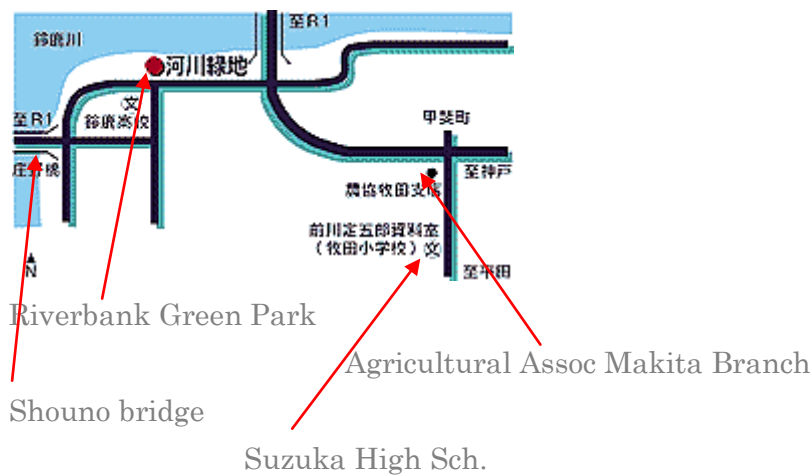 至R1
鈴鹿川
河川緑地
鈴鹿高校
至R1
甲斐町
庄野橋
至神戸
農協牧田支店
前川定五郎資料室
(牧田小学校)
N
至平田
Riverbank Green Park
Agricultural Assoc Makita Branch
Shouno bridge
Suzuka High Sch.